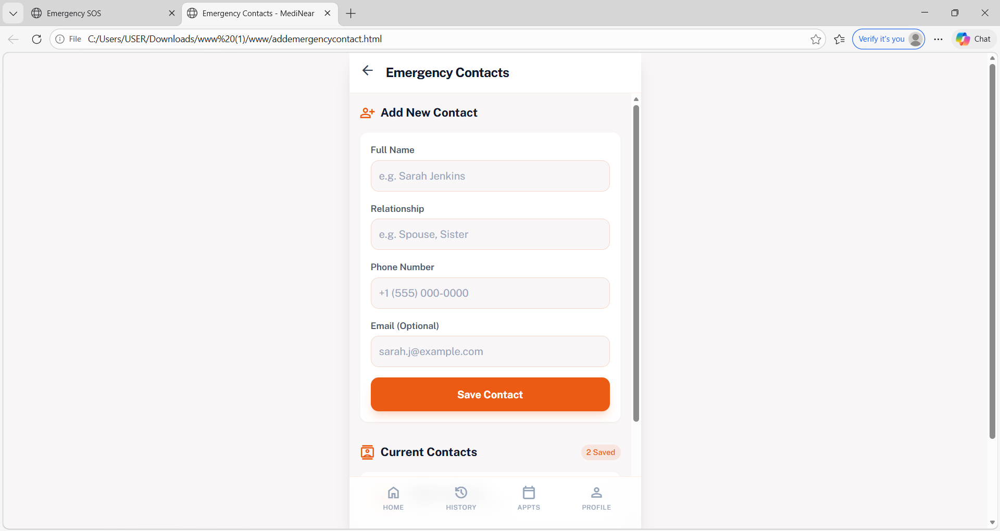 Emergency SOS
Emergency Contacts - MediNear
File C:/Users/USER/Downloads/www%20(1)/www/addemergencycontact.html
Verify it's you
Chat
Emergency Contacts
Add New Contact
Full Name
e.g. Sarah Jenkins
Relationship
e.g. Spouse, Sister
Phone Number
+1 (555) 000-0000
Email (Optional)
sarah.j@example.com
Save Contact
Current Contacts
2 Saved
HOME
HISTORY
APPTS
PROFILE